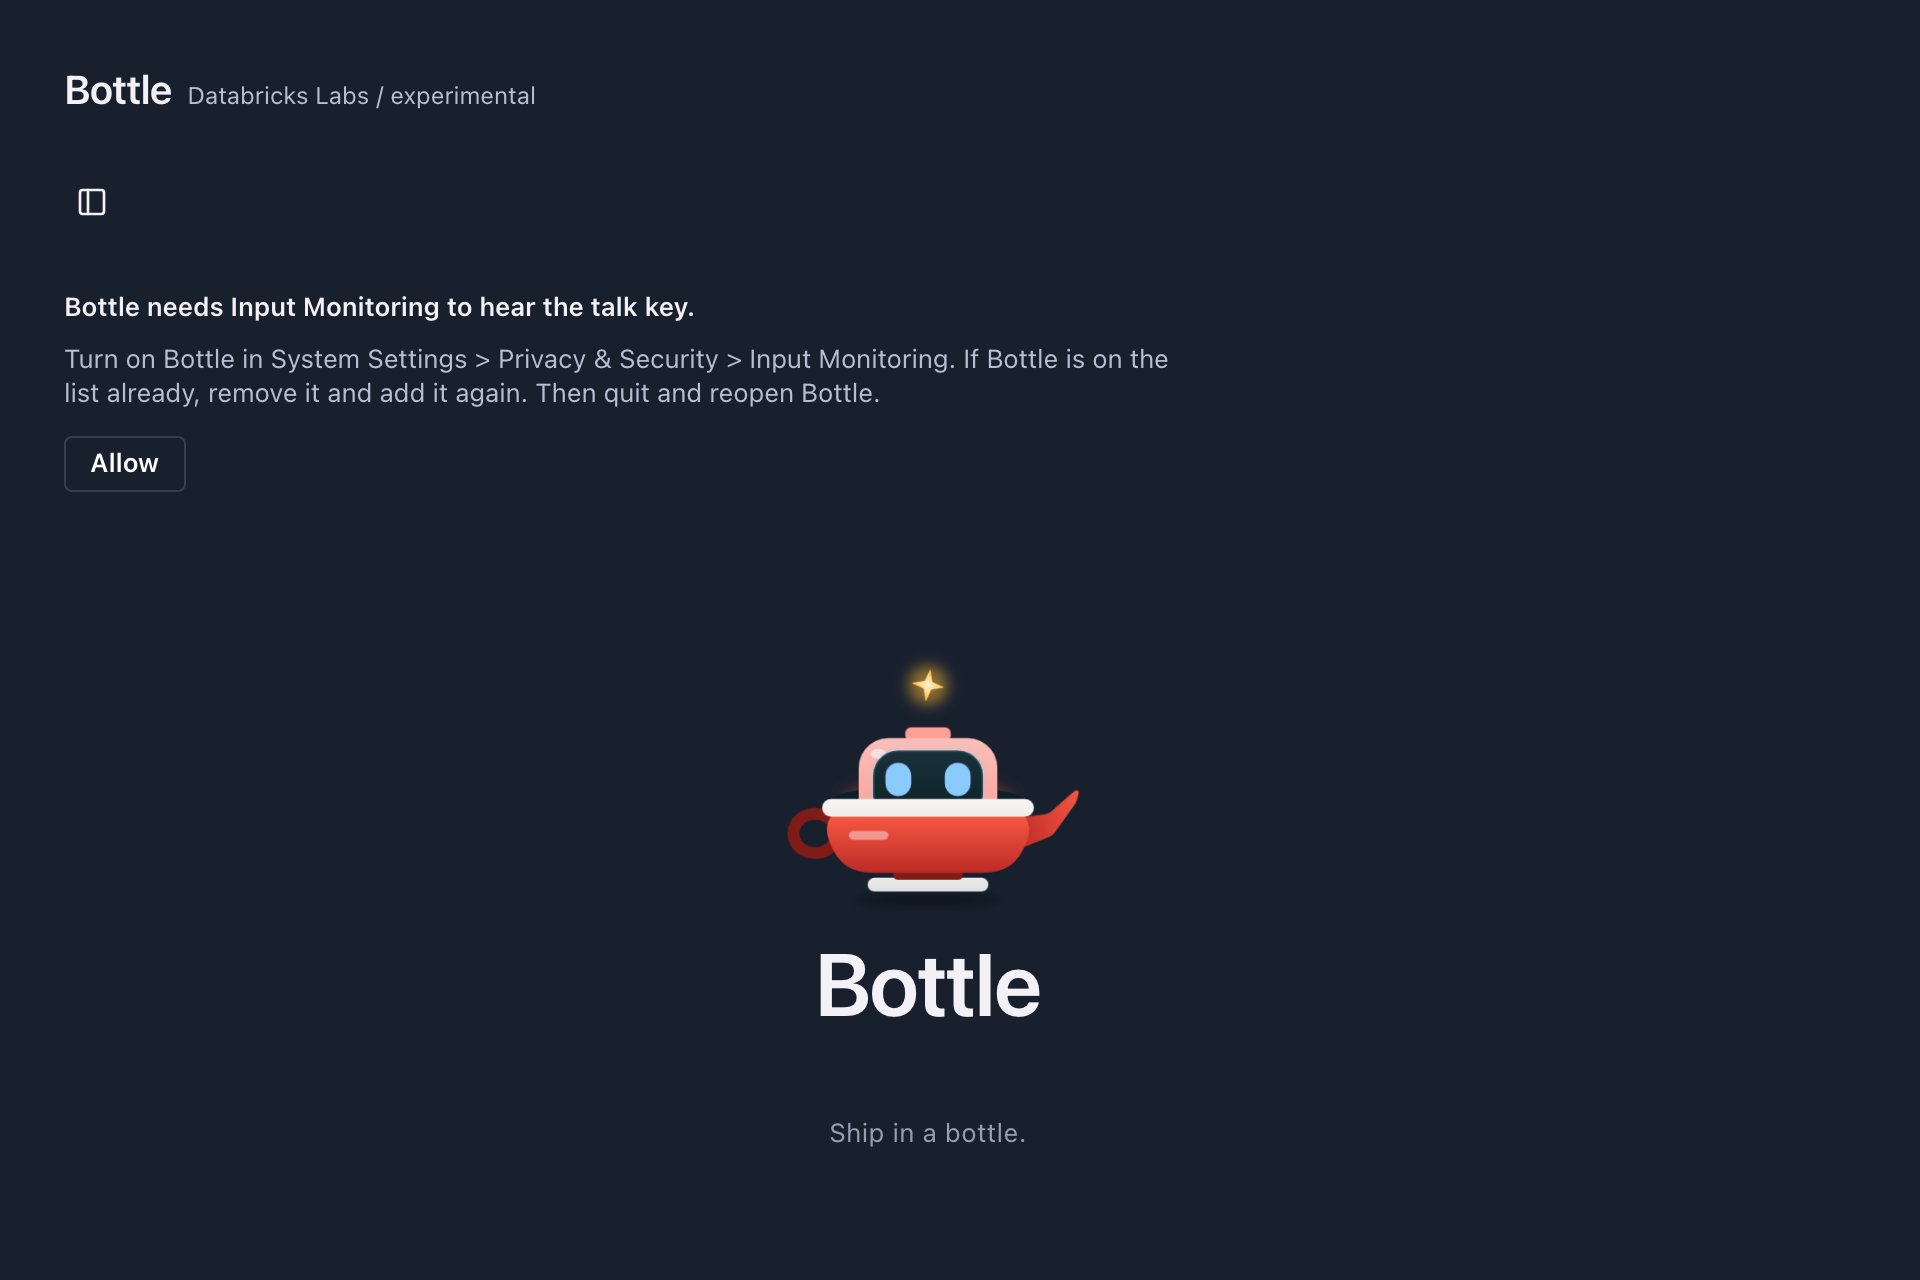 Bottle Databricks Labs / experimental
Bottle needs Input Monitoring to hear the talk key.
Turn on Bottle in System Settings > Privacy & Security > Input Monitoring. If Bottle is on the
list already, remove it and add it again. Then quit and reopen Bottle.
Allow
Bottle
Ship in a bottle.